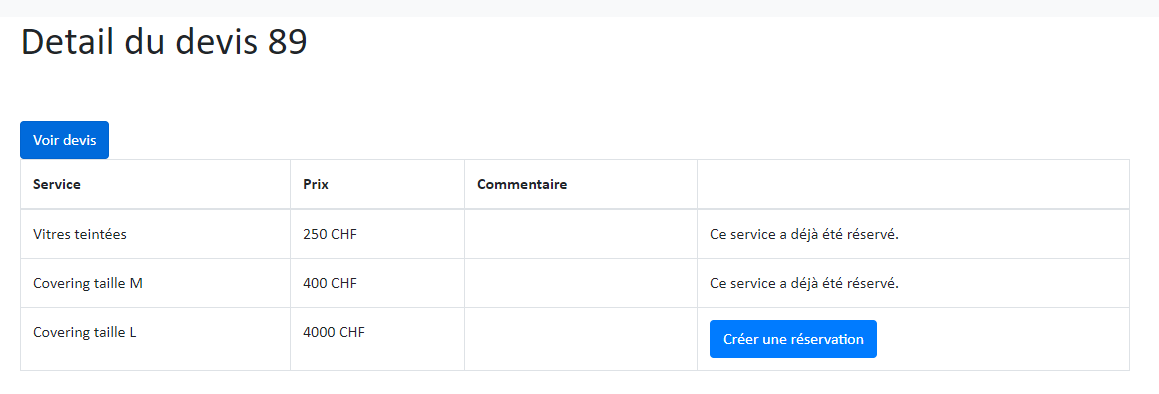 Detail du devis 89
Voir devis
Service Prix Commentaire
Vitres teintées 250 CHF Ce service a déjà été réservé.
Covering taille M 400 CHF Ce service a déjà été réservé.
Covering taille L 4000 CHF Créer une réservation